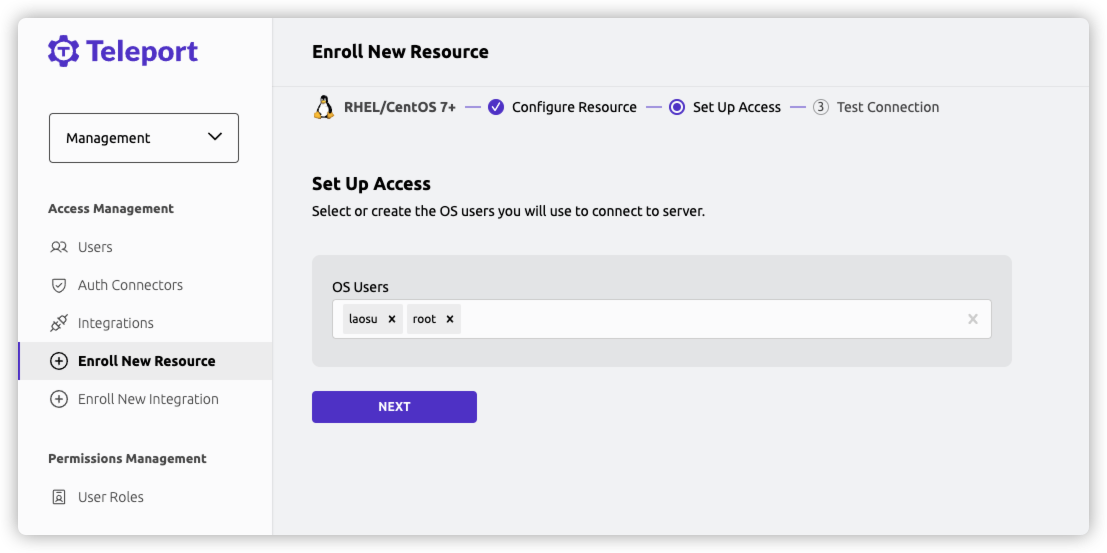 Teleport
Management
Access Management
Users
Auth Connectors
Integrations
Enroll New Resource
Enroll New Integration
Permissions Management
User Roles
Enroll New Resource
RHEL/CentOS 7+ Configure Resource Set Up Access 3 Test Connection
Set Up Access
Select or create the OS users you will use to connect to server.
OS Users
laosu × root × ×
NEXT